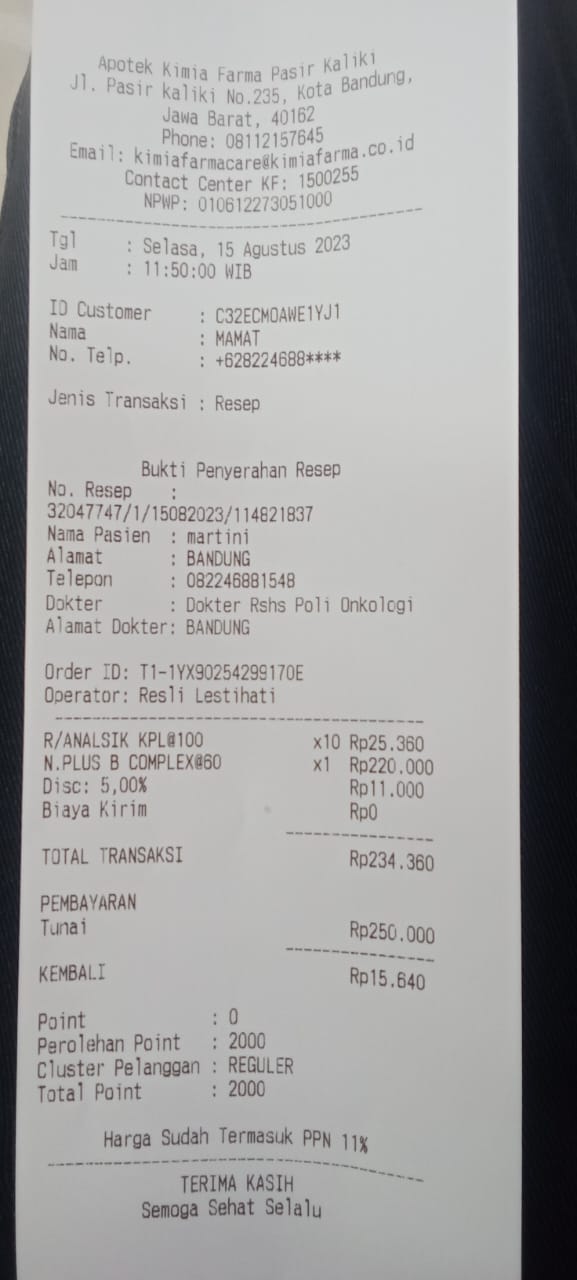 Apotek Kimia Farma Pasir Kaliki
Jl. Pasir kaliki No.235, Kota Bandung,
Jawa Barat, 40162
Phone: 08112157645
Email: kimiafarmacare@kimiafarma.co.id
Contact Center KF: 1500255
NPWP: 010612273051000
Tgl : Selasa, 15 Agustus 2023
Jam : 11:50:00 WIB
ID Customer : C32ECMOAWE1YJ1
Nama : MAMAT
No. Telp. : +628224688****
Jenis Transaksi : Resep
Bukti Penyerahan Resep
No. Resep :
32047747/1/15082023/114821837
Nama Pasien : martini
Alamat : BANDUNG
Telepon : 082246881548
Dokter : Dokter Rshs Poli Onkologi
Alamat Dokter: BANDUNG
Order ID: T1-1YX90254299170E
Operator: Resli Lestihati
R/ANALSIK KPL@100 x10 Rp25.360
N.PLUS B COMPLEX@60 x1 Rp220.000
Disc: 5,00% Rp11.000
Biaya Kirim Rp0
TOTAL TRANSAKSI Rp234.360
PEMBAYARAN
Tunai Rp250.000
KEMBALI Rp15.640
Point : 0
Perolehan Point : 2000
Cluster Pelanggan : REGULER
Total Point : 2000
Harga Sudah Termasuk PPN 11%
TERIMA KASIH
Semoga Sehat Selalu